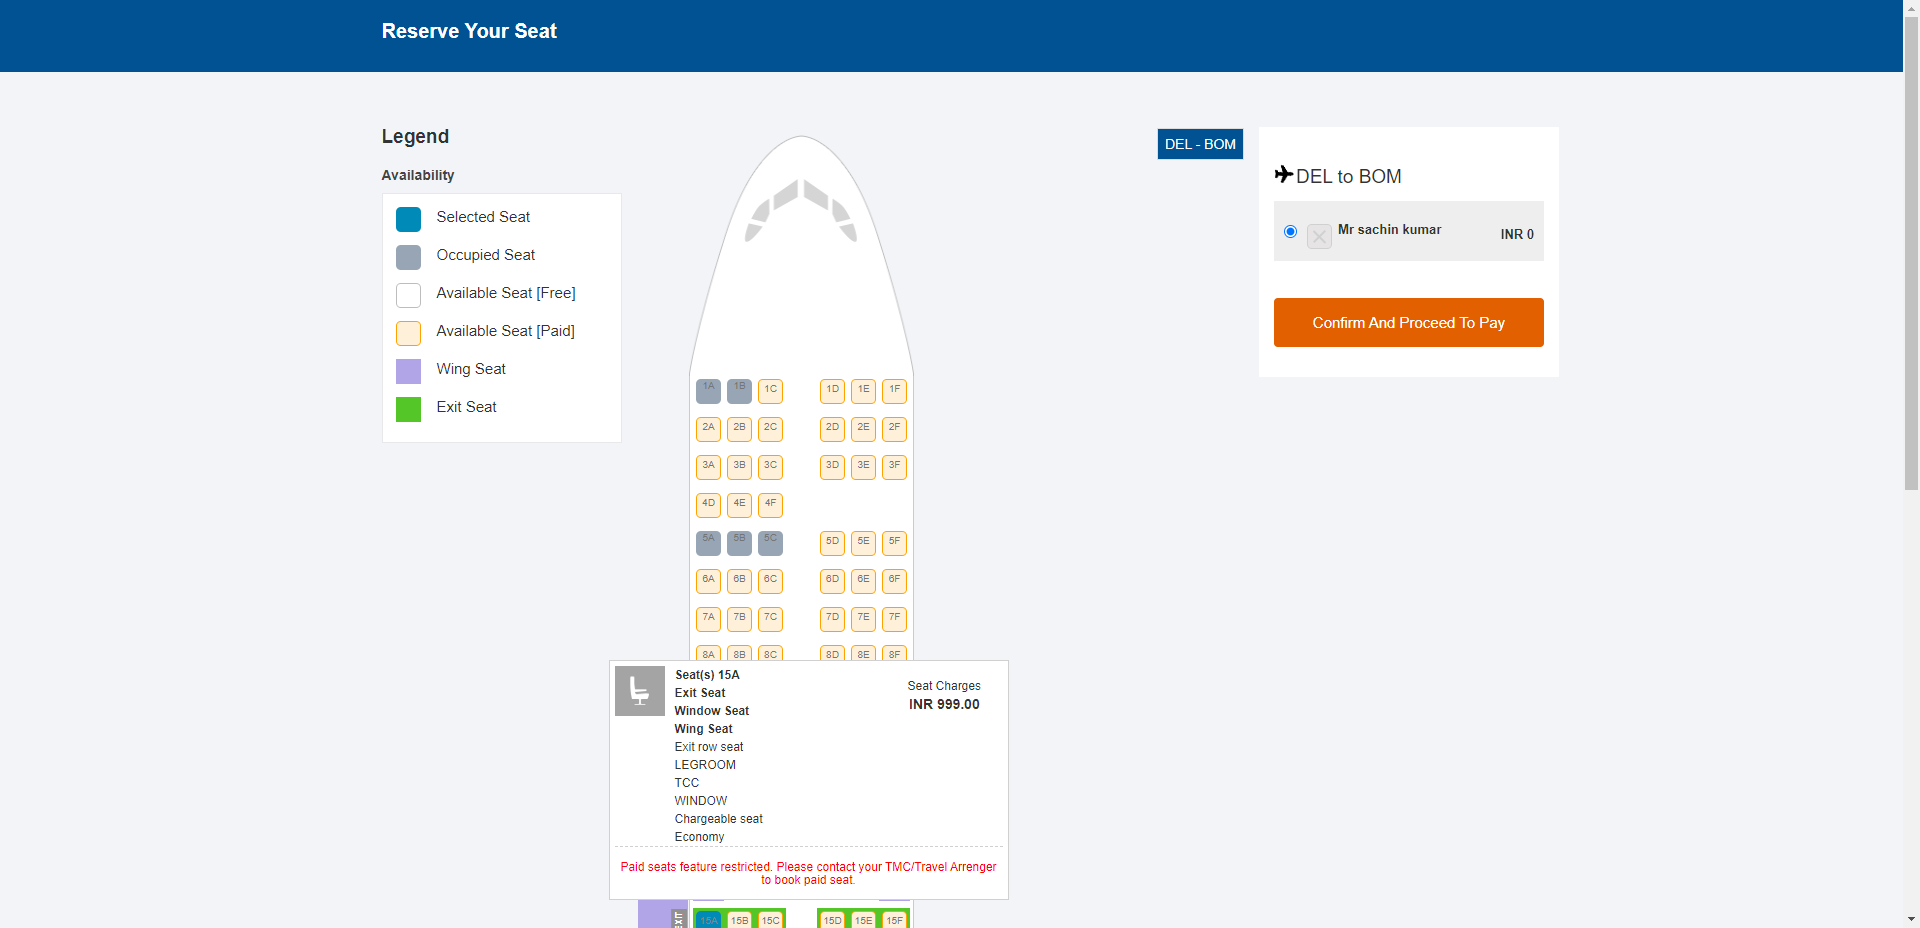 Reserve Your Seat
Legend
Availability
Selected Seat
Occupied Seat
Available Seat [Free]
Available Seat [Paid]
Wing Seat
Exit Seat
1A 1B 1C 1D 1E 1F
2A 2B 2C 2D 2E 2F
3A 3B 3C 3D 3E 3F
4D 4E 4F
5A 5B 5C 5D 5E 5F
6A 6B 6C 6D 6E 6F
7A 7B 7C 7D 7E 7F
8A 8B 8C 8D 8E 8F
Seat(s) 15A
Exit Seat
Window Seat
Wing Seat
Exit row seat
LEGROOM
TCC
WINDOW
Chargeable seat
Economy
Seat Charges
INR 999.00
Paid seats feature restricted. Please contact your TMC/Travel Arrenger
to book paid seat.
EXIT
15A 15B 15C 15D 15E 15F
DEL - BOM
DEL to BOM
Mr sachin kumar
INR 0
Confirm And Proceed To Pay